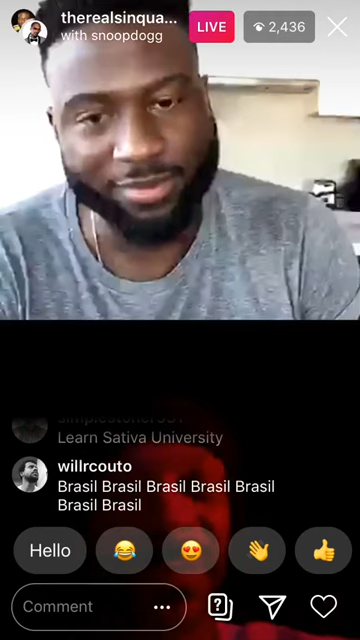 therealsinqua...
LIVE
2,436
with snoopdogg
Learn Sativa University
willrcouto
Brasil Brasil Brasil Brasil Brasil
Brasil Brasil
Hello
Comment